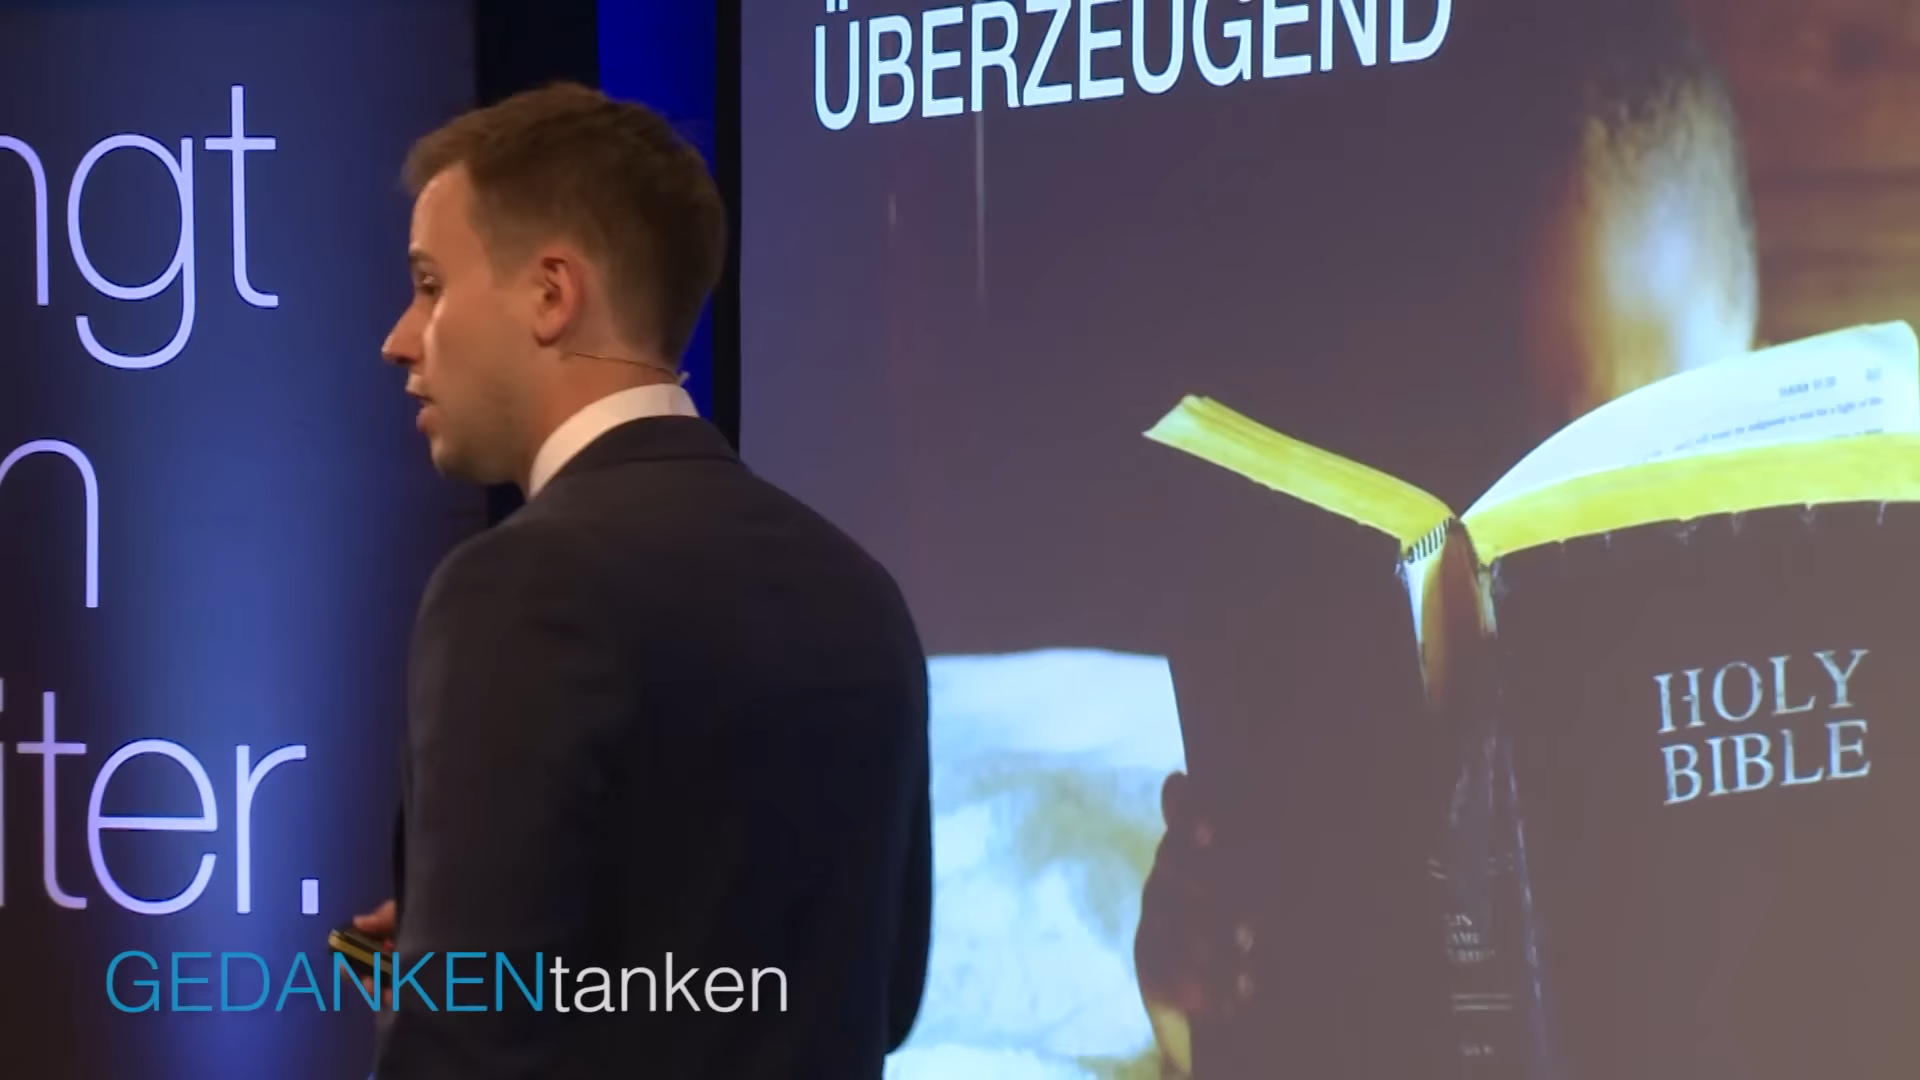 ÜBERZEUGEND
ngt
n
iter.
HOLY
BIBLE
GEDANKENtanken